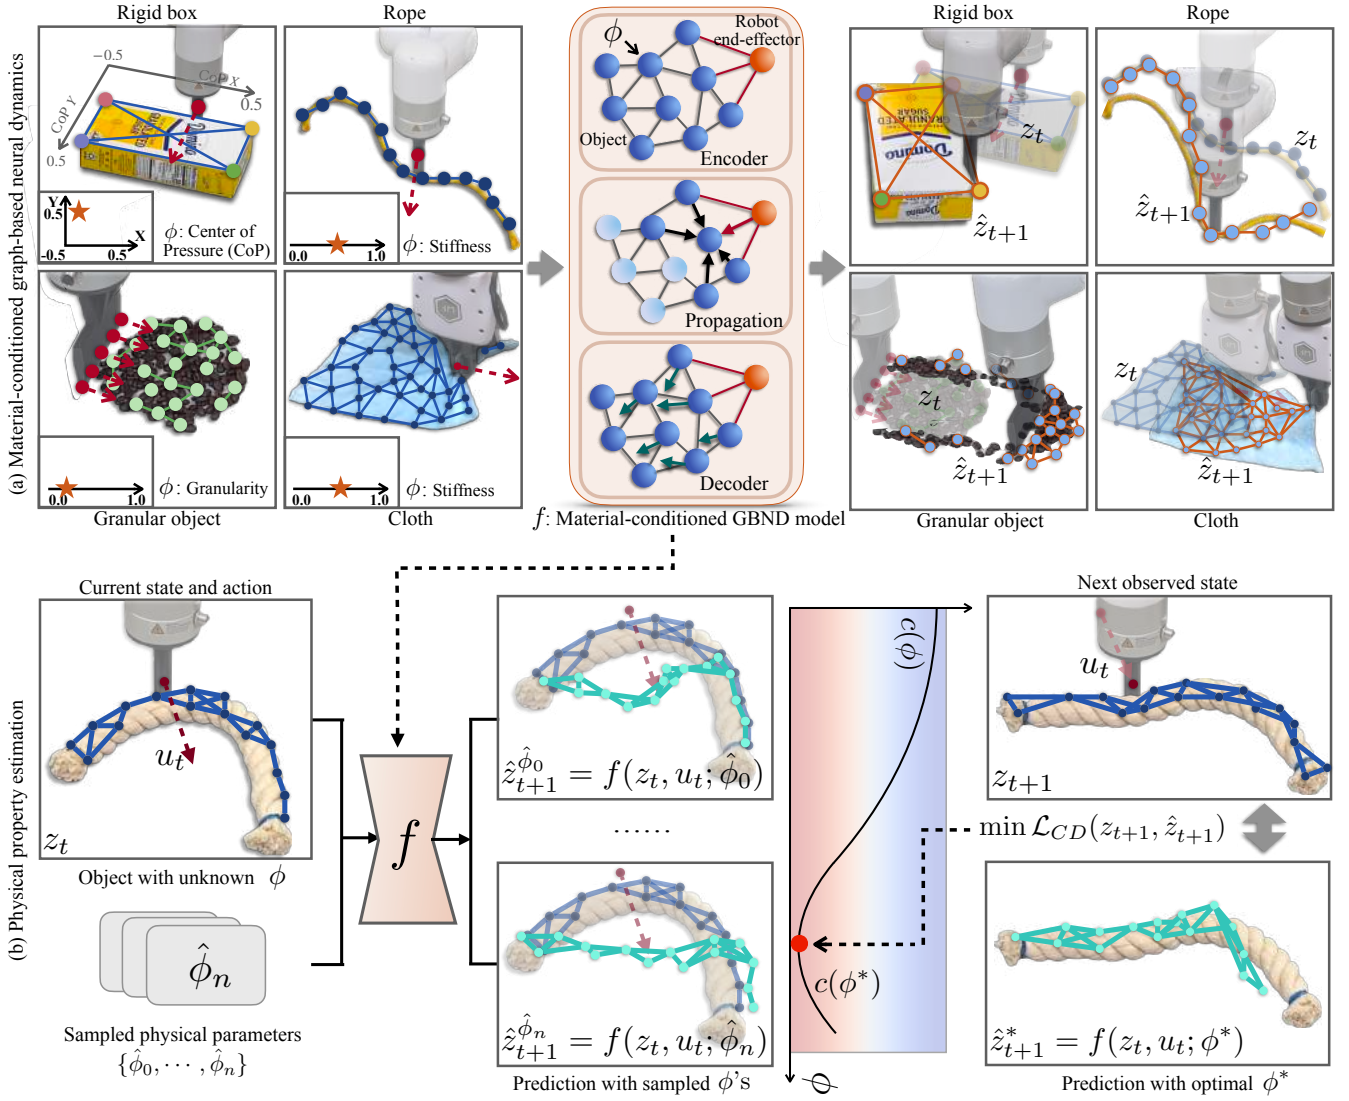 (a) Material-conditioned graph-based neural dynamics
Rigid box
Rope
−0.5
CoP X
0.5
CoP Y
0.5
Y
0.5
X
-0.5
0.5
ϕ: Center of
Pressure (CoP)
0.0
1.0
ϕ: Stiffness
0.0
1.0
ϕ: Granularity
0.0
1.0
ϕ: Stiffness
Granular object
Cloth
ϕ
Robot
end-effector
Object
Encoder
Propagation
Decoder
f: Material-conditioned GBND model
Rigid box
Rope
GRANULATED
SUGAR
Domino
Domino
z_t
ẑ_{t+1}
z_t
ẑ_{t+1}
z_t
ẑ_{t+1}
z_t
ẑ_{t+1}
Granular object
Cloth
(b) Physical property estimation
Current state and action
u_t
z_t
Object with unknown ϕ
ϕ̂_n
Sampled physical parameters
{ϕ̂_0, ⋯ , ϕ̂_n}
f
ẑ_{t+1}^{ϕ̂_0} = f(z_t, u_t; ϕ̂_0)
......
ẑ_{t+1}^{ϕ̂_n} = f(z_t, u_t; ϕ̂_n)
Prediction with sampled ϕ's
c(ϕ)
c(ϕ*)
ϕ
Next observed state
u_t
z_{t+1}
min ℒ_{CD}(z_{t+1}, ẑ_{t+1})
ẑ*_{t+1} = f(z_t, u_t; ϕ*)
Prediction with optimal ϕ*